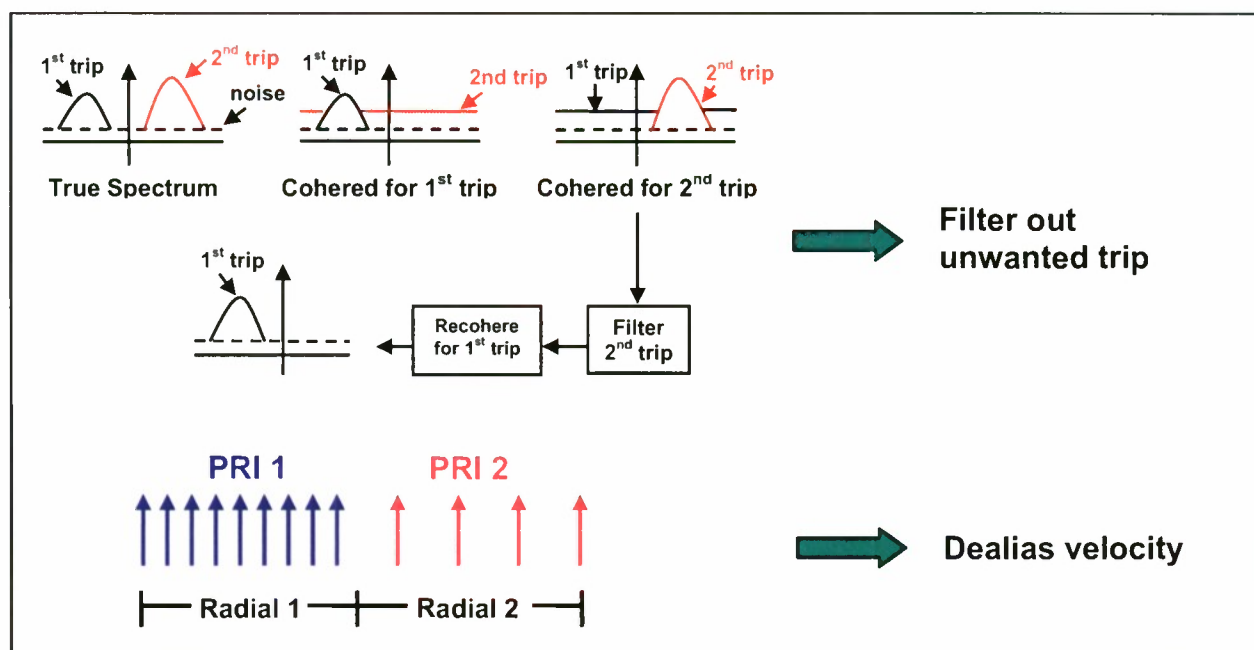 1st trip
2nd trip
noise
True Spectrum
1st trip
2nd trip
Cohered for 1st trip
1st trip
2nd trip
Cohered for 2nd trip
Filter out
unwanted trip
1st trip
Recohere
for 1st trip
Filter
2nd trip
PRI 1
PRI 2
Radial 1
Radial 2
Dealias velocity